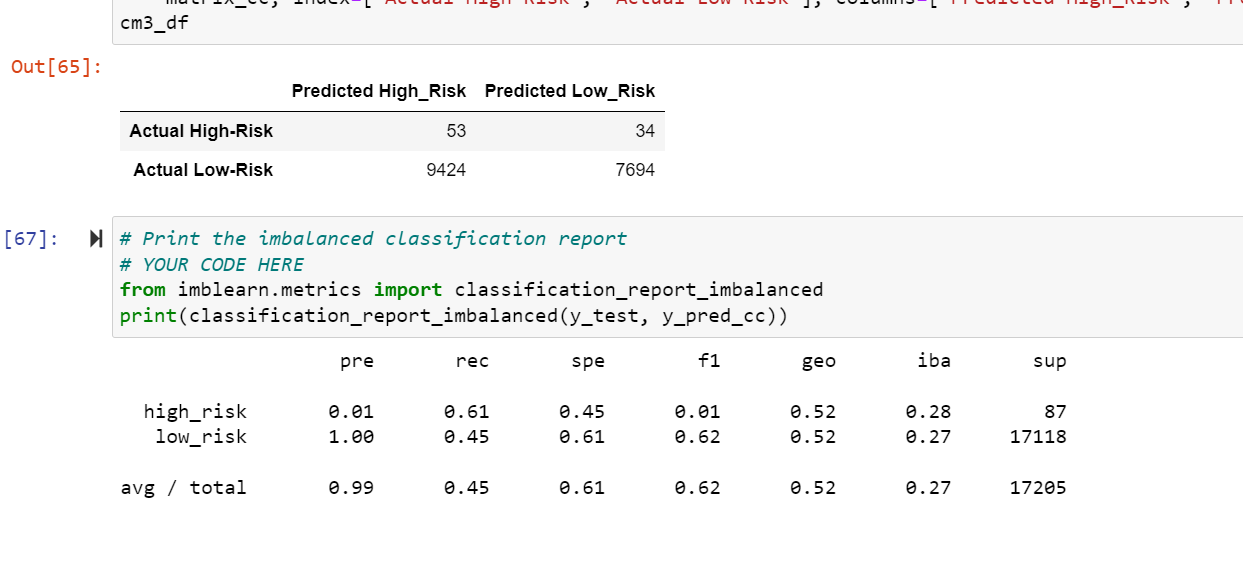 matrix_cc, index=["Actual High-Risk", "Actual Low-Risk"], columns=["Predicted High_Risk",
cm3_df
Out[65]:
Predicted High_Risk Predicted Low_Risk
Actual High-Risk 53 34
Actual Low-Risk 9424 7694
[67]:
# Print the imbalanced classification report
# YOUR CODE HERE
from imblearn.metrics import classification_report_imbalanced
print(classification_report_imbalanced(y_test, y_pred_cc))
pre rec spe f1 geo iba sup
high_risk 0.01 0.61 0.45 0.01 0.52 0.28 87
low_risk 1.00 0.45 0.61 0.62 0.52 0.27 17118
avg / total 0.99 0.45 0.61 0.62 0.52 0.27 17205